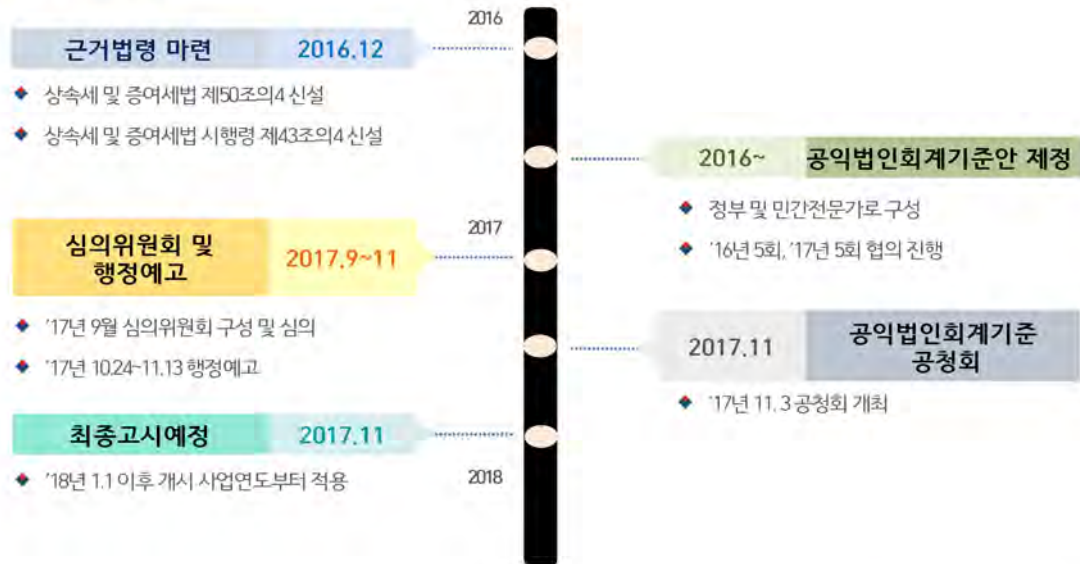 2016
근거법령 마련 2016.12
상속세 및 증여세법 제50조의4 신설
상속세 및 증여세법 시행령 제43조의4 신설
2016~ 공익법인회계기준안 제정
정부 및 민간전문가로 구성
'16년 5회, '17년 5회 협의 진행
2017
심의위원회 및
행정예고
2017.9~11
'17년 9월 심의위원회 구성 및 심의
'17년 10.24~11.13 행정예고
2017.11
공익법인회계기준
공청회
'17년 11. 3 공청회 개최
최종고시예정 2017.11
'18년 1.1 이후 개시 사업연도부터 적용
2018